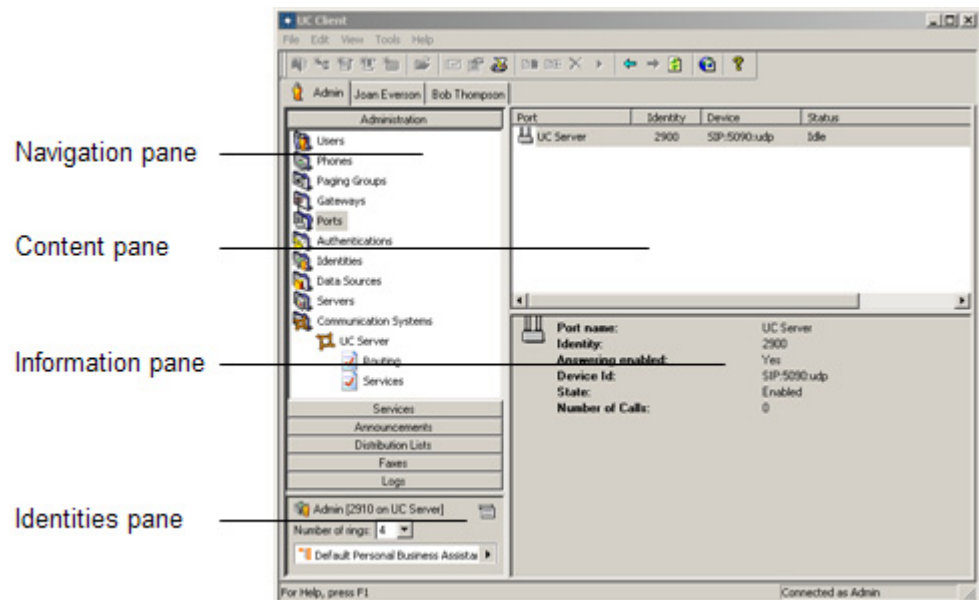 UC Client
File Edit View Tools Help
Admin Joan Everson Bob Thompson
Administration
Users
Phones
Paging Groups
Gateways
Ports
Authentications
Identities
Data Sources
Servers
Communication Systems
UC Server
Routing
Services
Services
Announcements
Distribution Lists
Faxes
Logs
Admin [2910 on UC Server]
Number of rings: 4
Default Personal Business Assistar
Port Identity Device Status
UC Server 2900 SIP:5090:udp Idle
Port name: UC Server
Identity: 2900
Answering enabled: Yes
Device Id: SIP:5090:udp
State: Enabled
Number of Calls: 0
For Help, press F1
Connected as Admin
Navigation pane
Content pane
Information pane
Identities pane